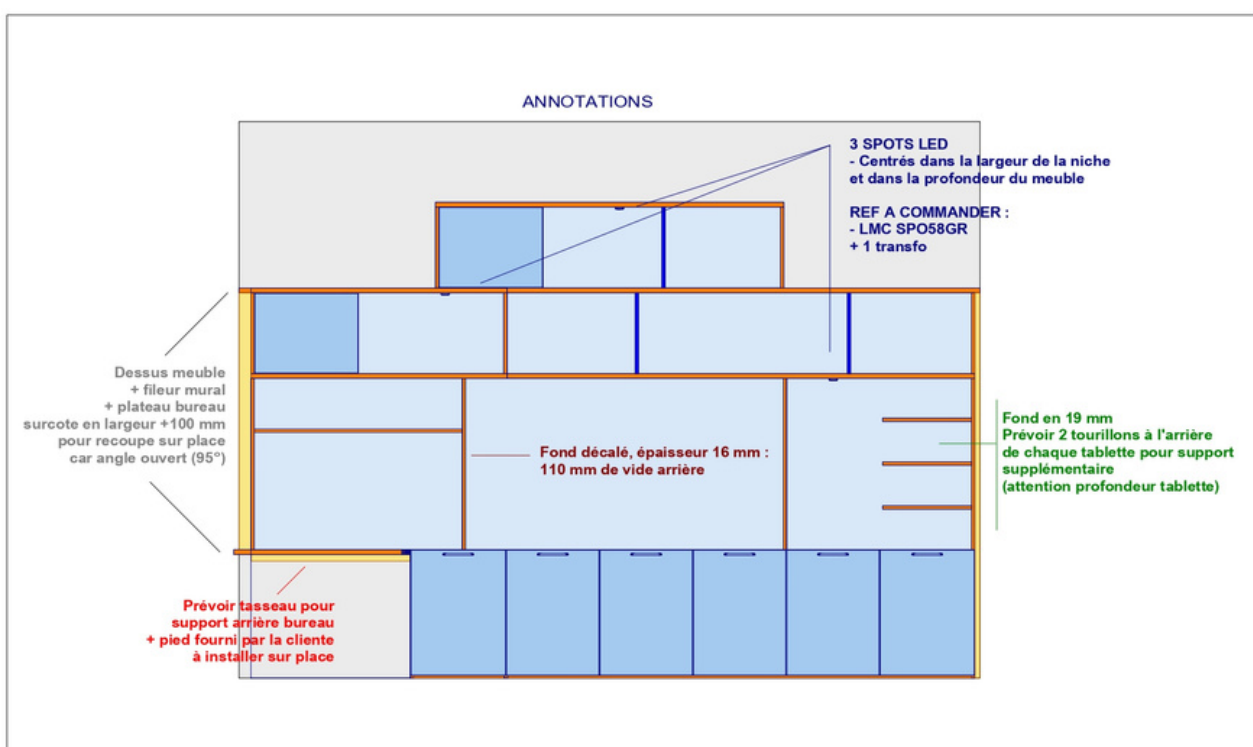 ANNOTATIONS
3 SPOTS LED
- Centrés dans la largeur de la niche
et dans la profondeur du meuble
REF A COMMANDER :
- LMC SPO58GR
+ 1 transfo
Dessus meuble
+ fileur mural
+ plateau bureau
surcote en largeur +100 mm
pour recoupe sur place
car angle ouvert (95°)
Fond décalé, épaisseur 16 mm :
110 mm de vide arrière
Fond en 19 mm
Prévoir 2 tourillons à l'arrière
de chaque tablette pour support
supplémentaire
(attention profondeur tablette)
Prévoir tasseau pour
support arrière bureau
+ pied fourni par la cliente
à installer sur place